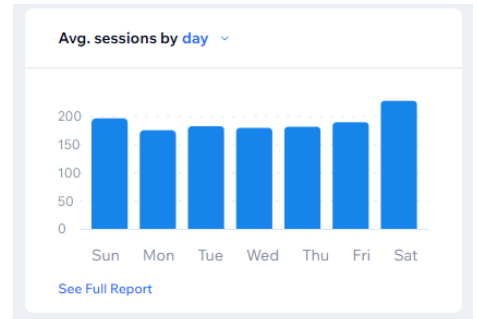 Avg. sessions by day
200
150
100
50
0
Sun Mon Tue Wed Thu Fri Sat
See Full Report